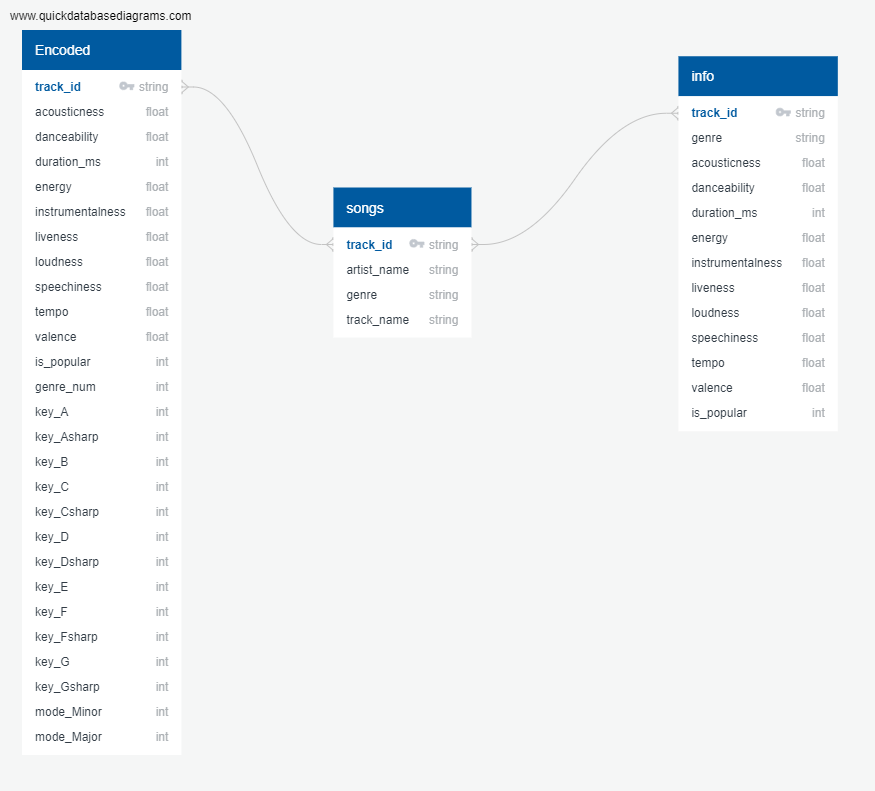 www.quickdatabasediagrams.com
Encoded
track_id string
acousticness float
danceability float
duration_ms int
energy float
instrumentalness float
liveness float
loudness float
speechiness float
tempo float
valence float
is_popular int
genre_num int
key_A int
key_Asharp int
key_B int
key_C int
key_Csharp int
key_D int
key_Dsharp int
key_E int
key_F int
key_Fsharp int
key_G int
key_Gsharp int
mode_Minor int
mode_Major int
songs
track_id string
artist_name string
genre string
track_name string
info
track_id string
genre string
acousticness float
danceability float
duration_ms int
energy float
instrumentalness float
liveness float
loudness float
speechiness float
tempo float
valence float
is_popular int